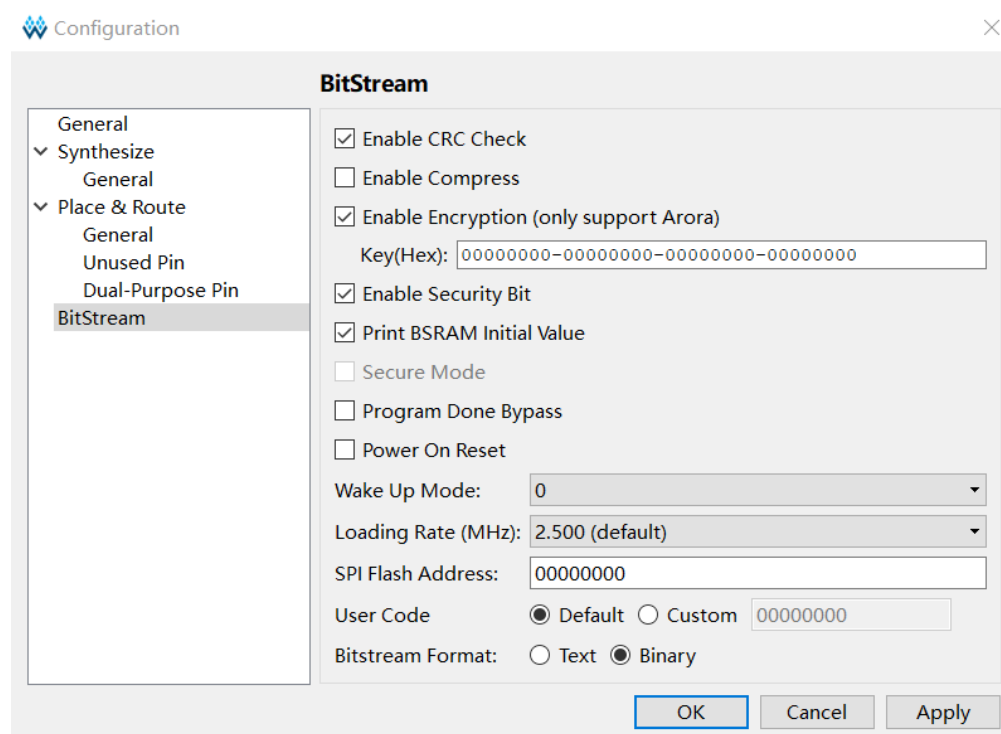 Configuration
BitStream
General
Synthesize
General
Place & Route
General
Unused Pin
Dual-Purpose Pin
BitStream
Enable CRC Check
Enable Compress
Enable Encryption (only support Arora)
Key(Hex): 00000000-00000000-00000000-00000000
Enable Security Bit
Print BSRAM Initial Value
Secure Mode
Program Done Bypass
Power On Reset
Wake Up Mode: 0
Loading Rate (MHz): 2.500 (default)
SPI Flash Address: 00000000
User Code Default Custom 00000000
Bitstream Format: Text Binary
OK Cancel Apply